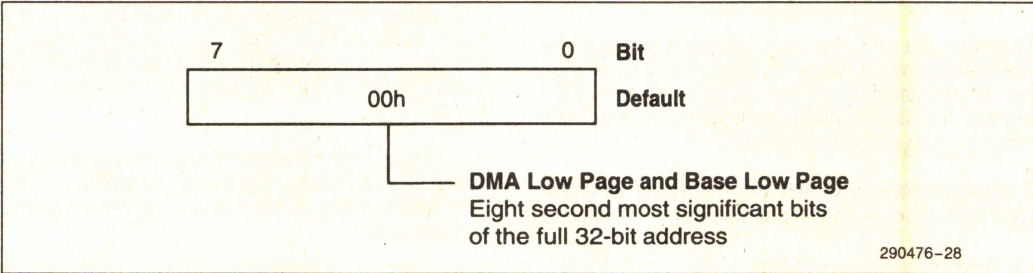 7 0 Bit
00h Default
DMA Low Page and Base Low Page
Eight second most significant bits
of the full 32-bit address
290476-28